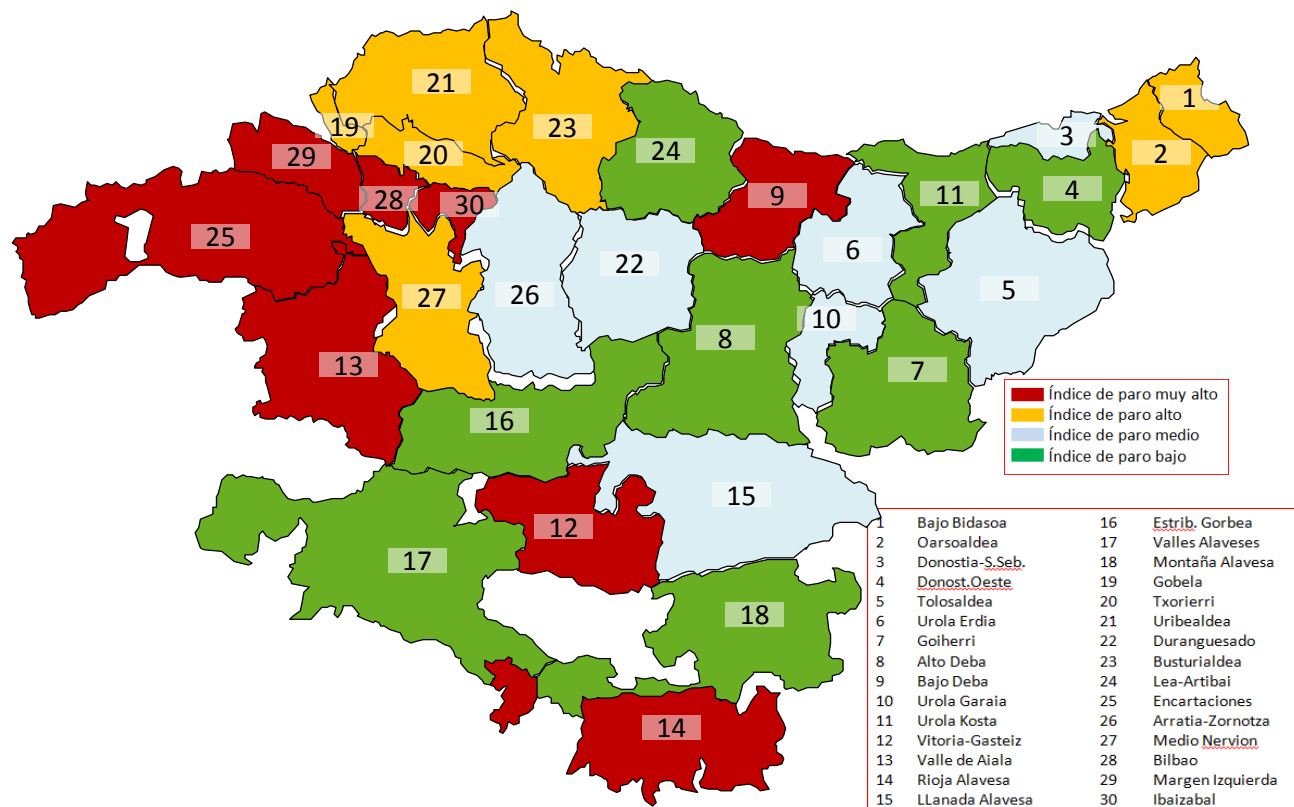 21
1
19
23
3
20
24
2
29
28
30
9
11
4
25
6
22
26
5
27
10
8
13
7
16
Índice de paro muy alto
Índice de paro alto
Índice de paro medio
Índice de paro bajo
15
12
17
18
14
1 Bajo Bidasoa 16 Estrib. Gorbea
2 Oarsoaldea 17 Valles Alaveses
3 Donostia-S.Seb. 18 Montaña Alavesa
4 Donost.Oeste 19 Gobela
5 Tolosaldea 20 Txorierri
6 Urola Erdia 21 Uribealdea
7 Goiherri 22 Duranguesado
8 Alto Deba 23 Busturialdea
9 Bajo Deba 24 Lea-Artibai
10 Urola Garaia 25 Encartaciones
11 Urola Kosta 26 Arratia-Zornotza
12 Vitoria-Gasteiz 27 Medio Nervion
13 Valle de Aiala 28 Bilbao
14 Rioja Alavesa 29 Margen Izquierda
15 LLanada Alavesa 30 Ibaizabal